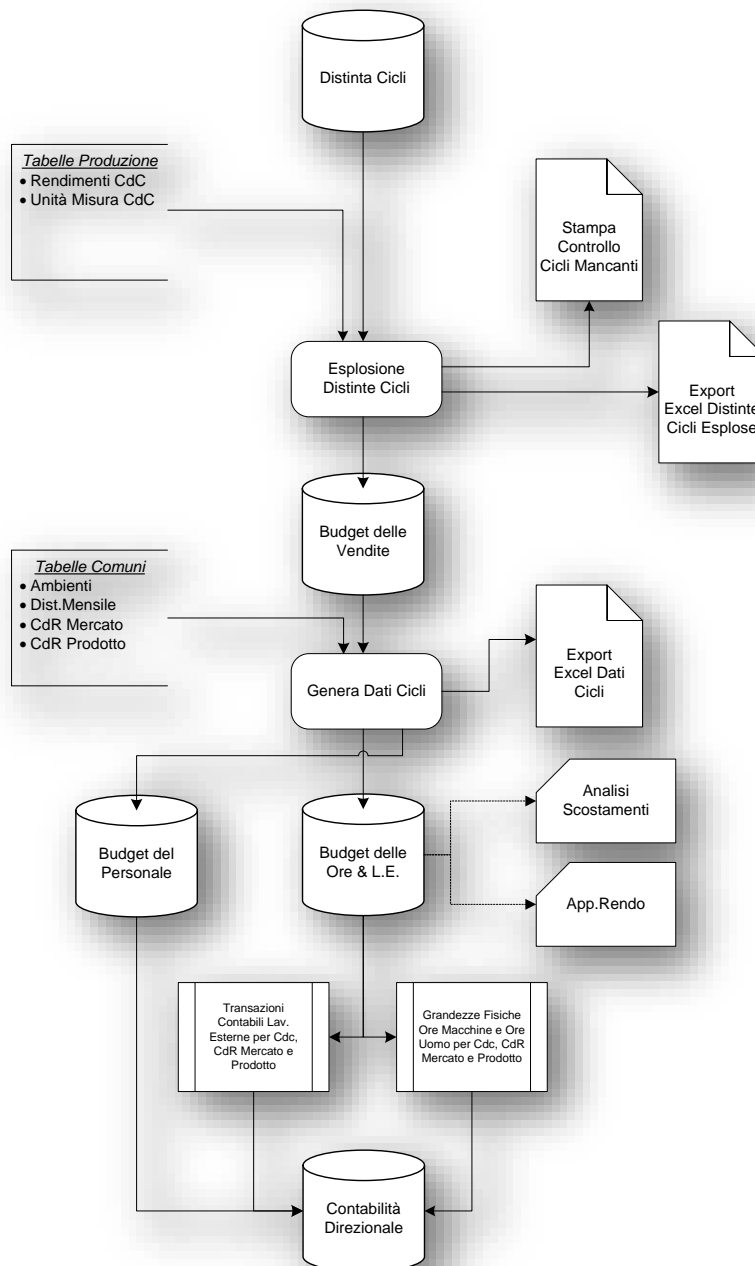 Distinta Cicli
Tabelle Produzione
• Rendimenti CdC
• Unità Misura CdC
Stampa
Controllo
Cicli Mancanti
Esplosione
Distinte Cicli
Export
Excel Distinte
Cicli Esplose
Budget delle
Vendite
Tabelle Comuni
• Ambienti
• Dist.Mensile
• CdR Mercato
• CdR Prodotto
Genera Dati Cicli
Export
Excel Dati
Cicli
Budget del
Personale
Budget delle
Ore & L.E.
Analisi
Scostamenti
App.Rendo
Transazioni
Contabili Lav.
Esterne per Cdc,
CdR Mercato e
Prodotto
Grandezze Fisiche
Ore Macchine e Ore
Uomo per Cdc, CdR
Mercato e Prodotto
Contabilità
Direzionale